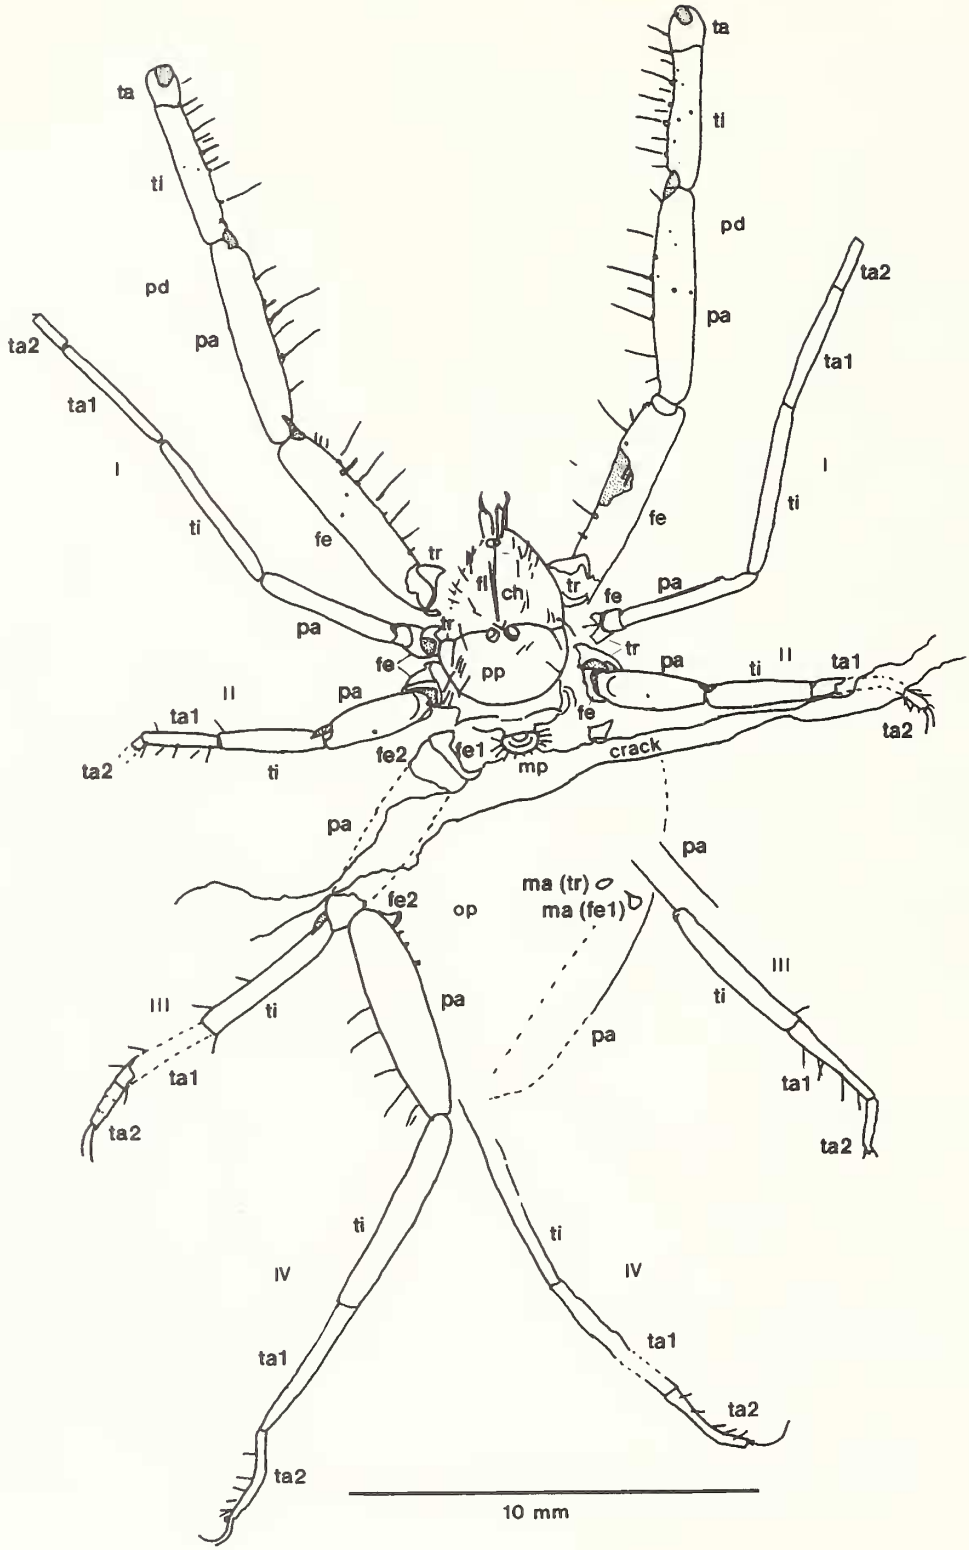 ta
ta
ti
ti
pd
pd
ta2
pa
pa
ta2
ta1
ta1
I
I
ti
ti
fe
fe
tr
fl
ch
tr
pa
fe
pa
tr
pp
tr
fe
pa
pa
ti
II
ta1
II
ta1
fe
ta2
fe2
fe1
crack
ta2
ti
mp
pa
pa
ma (tr)
ma (fe1)
fe2
op
III
III
ti
pa
ti
pa
ta1
ta1
ta2
ta2
ti
ti
IV
IV
ta1
ta1
ta2
ta2
10 mm